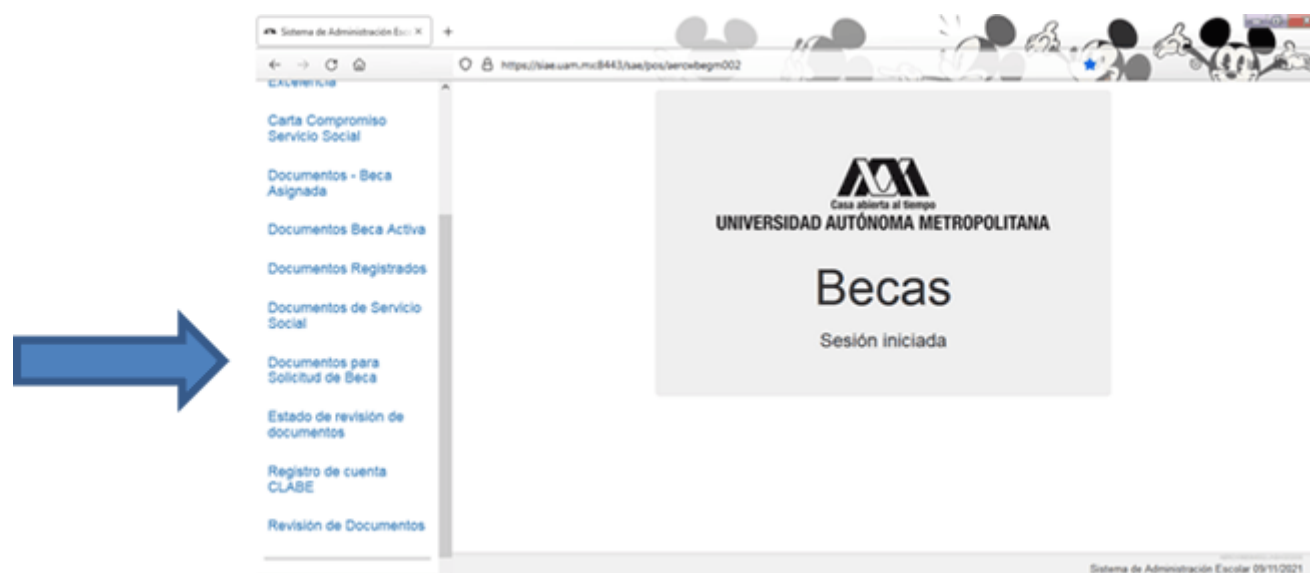 Sistema de Administración Esc
https://siae.uam.mx:8443/sae/pos/aercwbegm002
Excelencia
Carta Compromiso
Servicio Social
Documentos - Beca
Asignada
Documentos Beca Activa
Documentos Registrados
Documentos de Servicio
Social
Documentos para
Solicitud de Beca
Estado de revisión de
documentos
Registro de cuenta
CLABE
Revisión de Documentos
Casa abierta al tiempo
UNIVERSIDAD AUTÓNOMA METROPOLITANA
Becas
Sesión iniciada
Sistema de Administración Escolar 09/11/2021